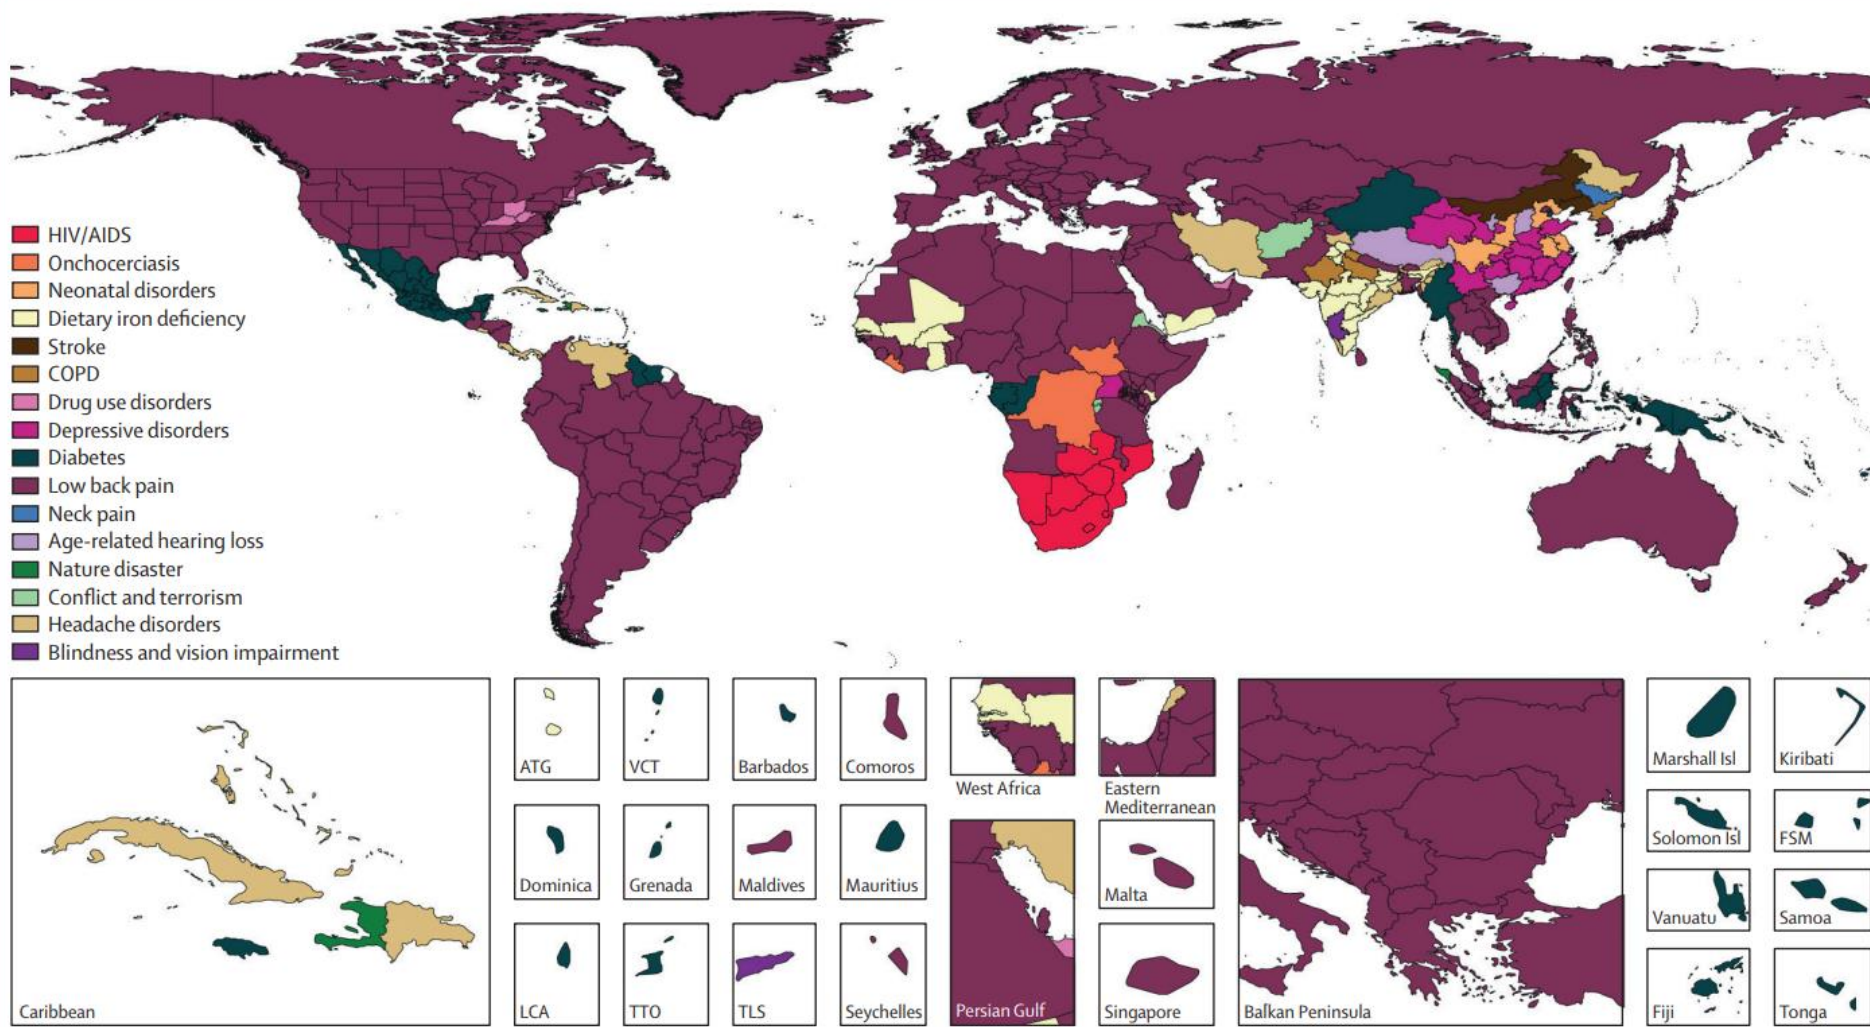 HIV/AIDS
Onchocerciasis
Neonatal disorders
Dietary iron deficiency
Stroke
COPD
Drug use disorders
Depressive disorders
Diabetes
Low back pain
Neck pain
Age-related hearing loss
Nature disaster
Conflict and terrorism
Headache disorders
Blindness and vision impairment
Caribbean
ATG
VCT
Barbados
Comoros
West Africa
Eastern
Mediterranean
Marshall Isl
Kiribati
Dominica
Grenada
Maldives
Mauritius
Malta
Solomon Isl
FSM
Vanuatu
Samoa
LCA
TTO
TLS
Seychelles
Persian Gulf
Singapore
Balkan Peninsula
Fiji
Tonga